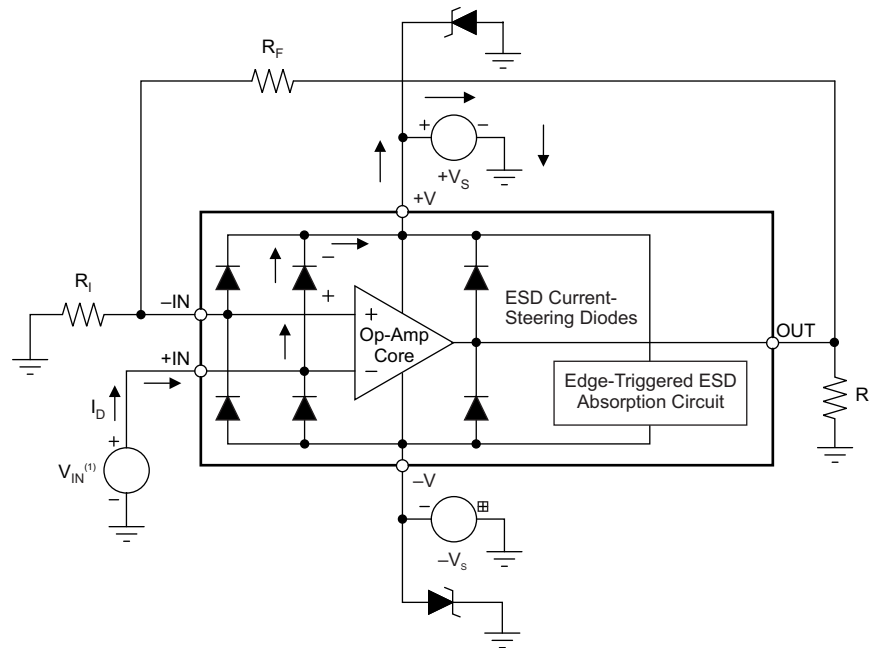 R_F
+ −
+V_S
+V
R_I
−IN
−
+
ESD Current-
Steering Diodes
+
Op-Amp
Core
−
OUT
+IN
Edge-Triggered ESD
Absorption Circuit
R
I_D
+
V_IN^(1)
−
−V
− ⊞
−V_s